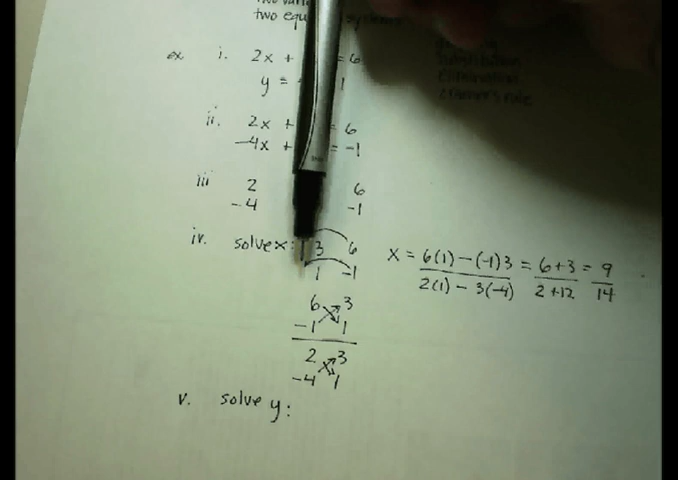 two
ex i. 2x + = 6
y = 1
ii. 2x + 6
-4x + = -1
iii 2 6
-4 -1
iv. solve x: 3 6
1 -1
x = 6(1) - (-1)3 = 6+3 = 9
2(1) - 3(-4) 2+12 14
6 3
-1 1
2 3
-4 1
v. solve y: